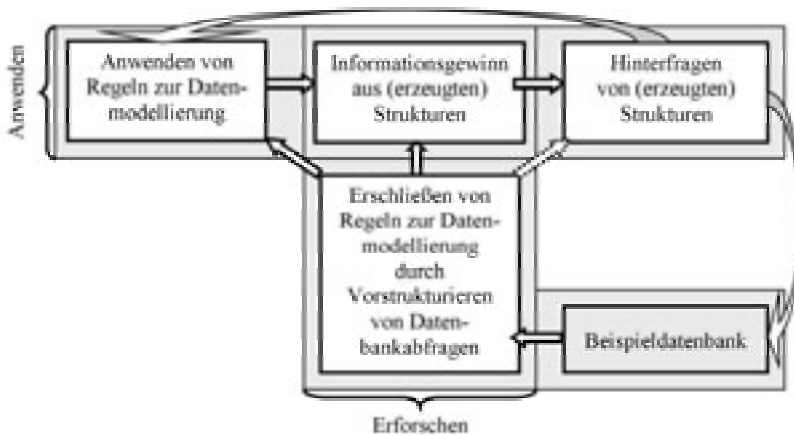 Anwenden
Anwenden von
Regeln zur Daten-
modellierung
Informationsgewinn
aus (erzeugten)
Strukturen
Hinterfragen
von (erzeugten)
Strukturen
Erschließen von
Regeln zur Daten-
modellierung
durch
Vorstrukturieren
von Daten-
bankabfragen
Beispieldatenbank
Erforschen